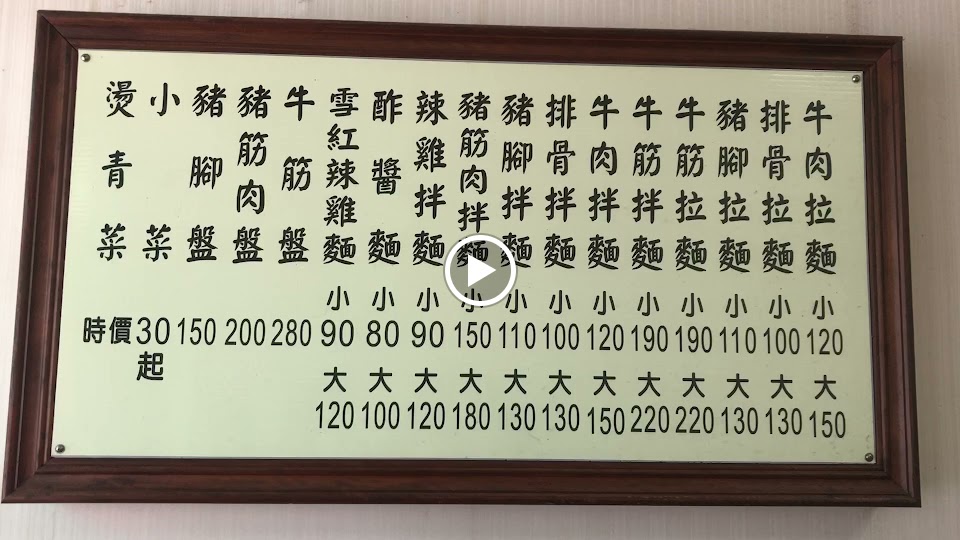 牛肉拉麵 小120 大150
排骨拉麵 小100 大130
豬腳拉麵 小110 大130
牛筋拉麵 小190 大220
牛筋拌麵 小190 大220
牛肉拌麵 小120 大150
排骨拌麵 小100 大130
豬腳拌麵 小110 大130
豬筋肉拌麵 小150 大180
辣雞拌麵 小90 大120
酢醬麵 小80 大100
雪紅辣雞麵 小90 大120
牛筋盤 280
豬筋肉盤 200
豬腳盤 150
小菜 30起
燙青菜 時價